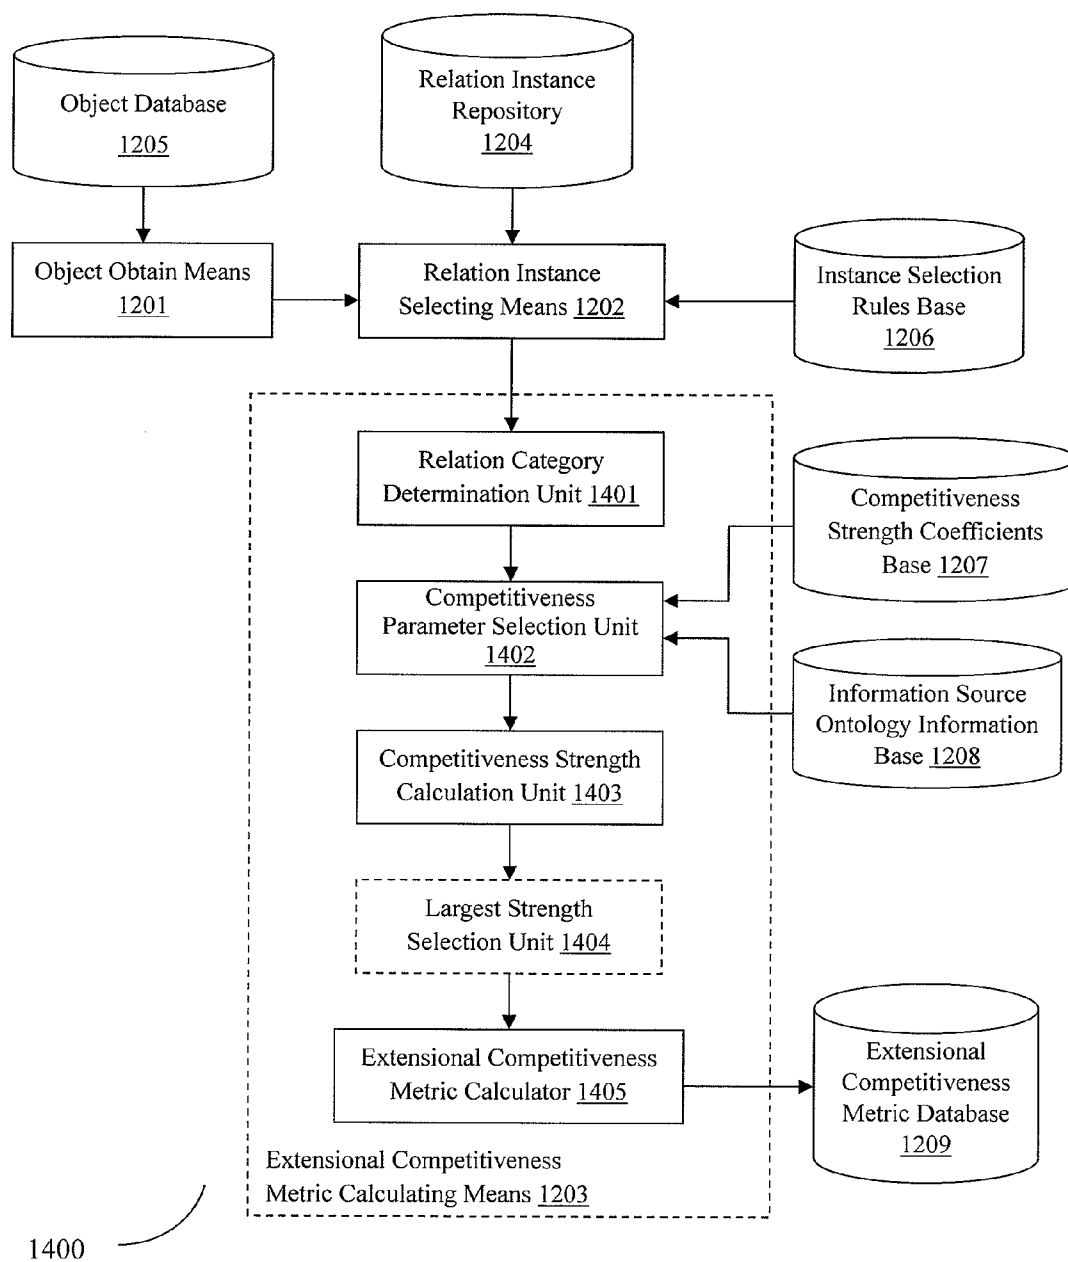 Object Database
1205
Relation Instance
Repository
1204
Object Obtain Means
1201
Relation Instance
Selecting Means 1202
Instance Selection
Rules Base
1206
Relation Category
Determination Unit 1401
Competitiveness
Strength Coefficients
Base 1207
Competitiveness
Parameter Selection Unit
1402
Information Source
Ontology Information
Base 1208
Competitiveness Strength
Calculation Unit 1403
Largest Strength
Selection Unit 1404
Extensional Competitiveness
Metric Calculator 1405
Extensional
Competitiveness
Metric Database
1209
Extensional Competitiveness
Metric Calculating Means 1203
1400